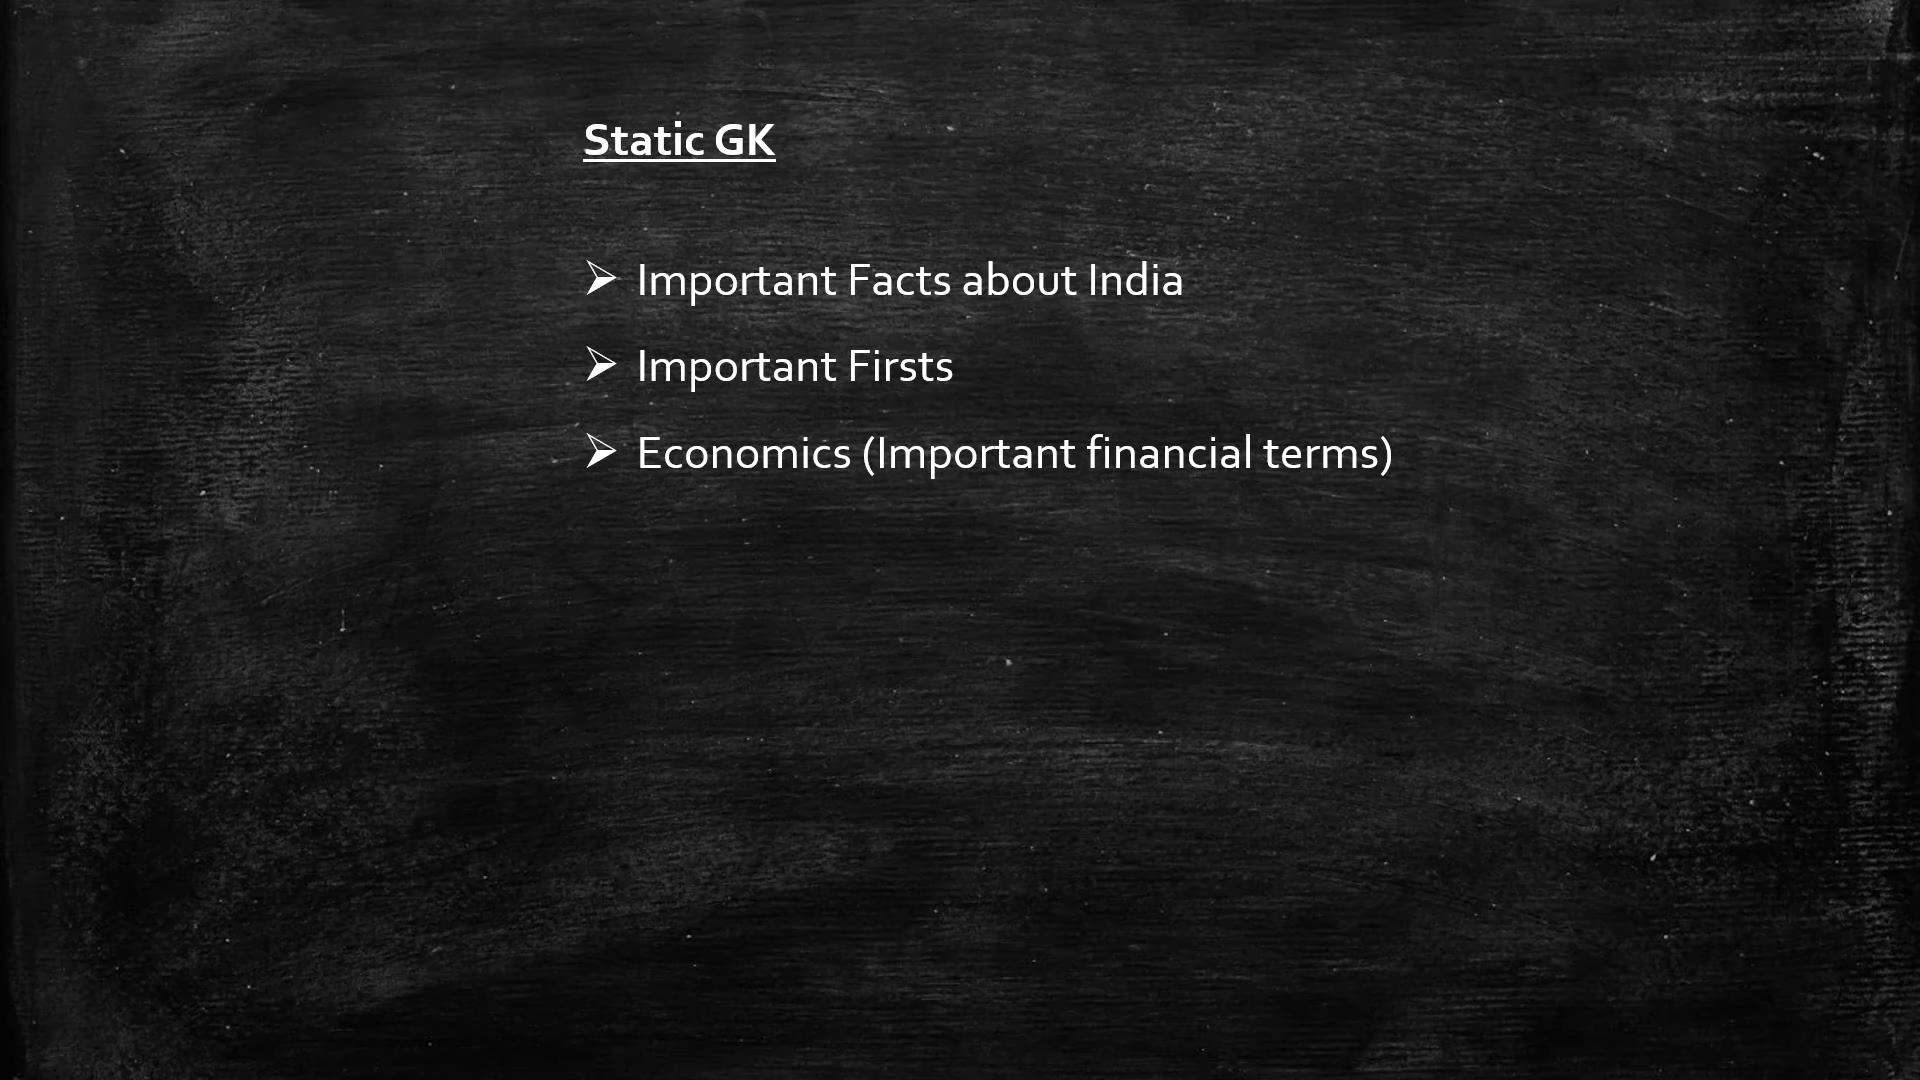 Static GK
➢ Important Facts about India
➢ Important Firsts
➢ Economics (Important financial terms)